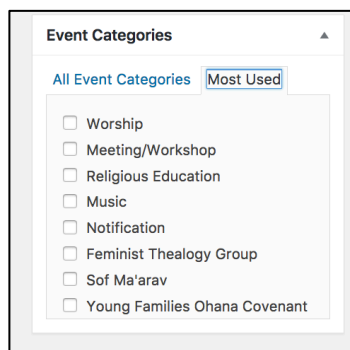 Event Categories
All Event Categories Most Used
Worship
Meeting/Workshop
Religious Education
Music
Notification
Feminist Thealogy Group
Sof Ma'arav
Young Families Ohana Covenant